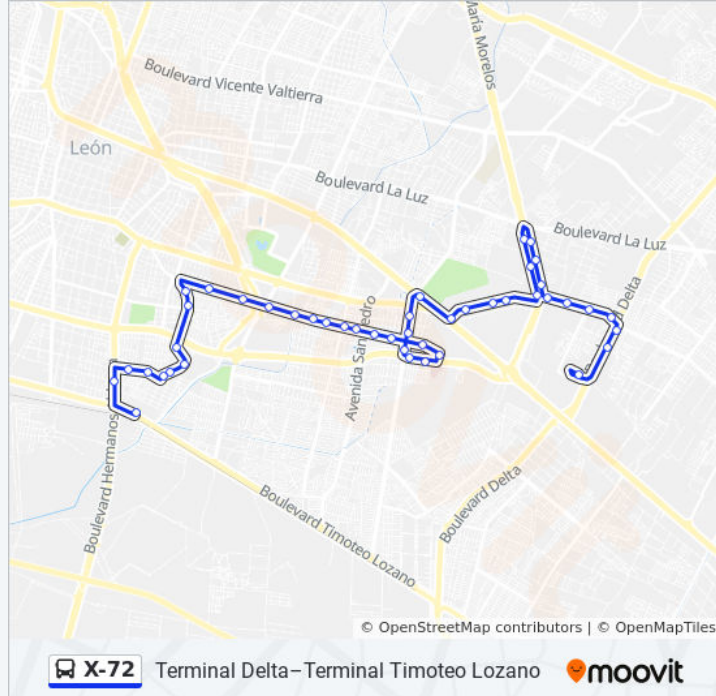 María Morelos
Boulevard Vicente Valtierra
León
Boulevard La Luz
Boulevard La Luz
Delta
Avenida San
edro
Boulevard Hermanos
Boulevard Delta
Boulevard Timoteo Lozano
© OpenStreetMap contributors | © OpenMapTiles
X-72 Terminal Delta–Terminal Timoteo Lozano moovit